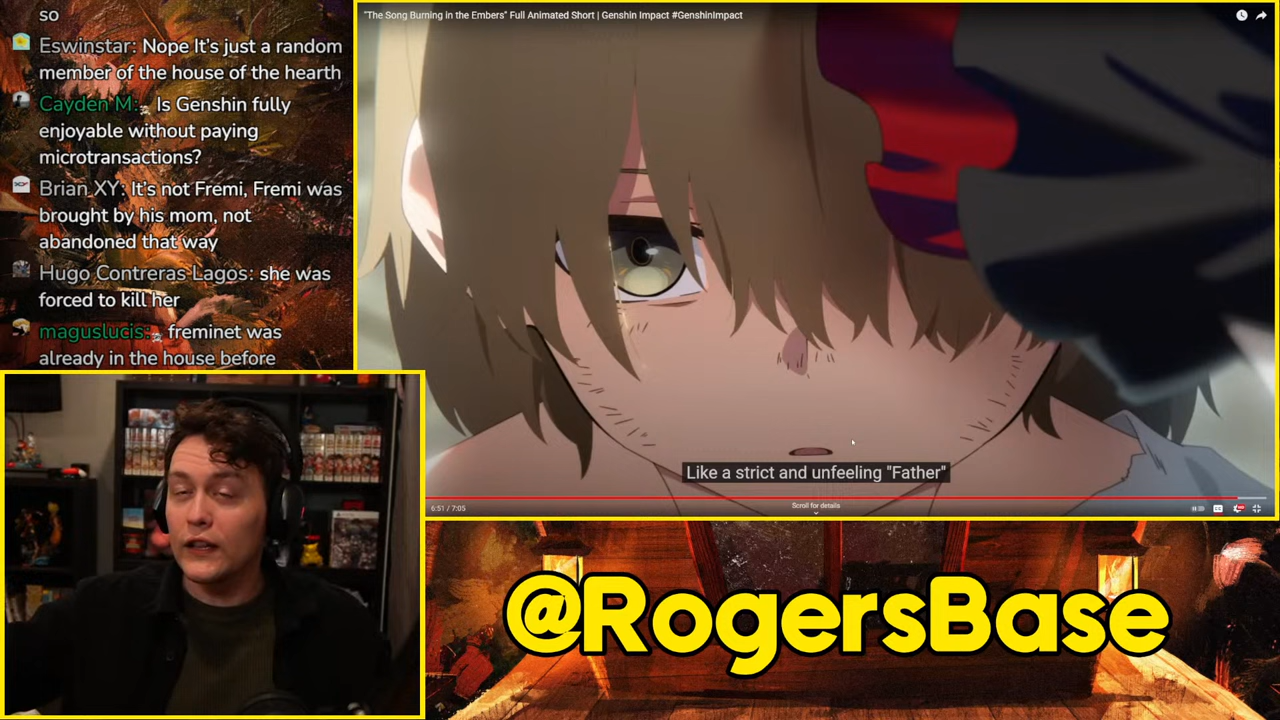 so
Eswinstar: Nope It's just a random
member of the house of the hearth
Cayden M: Is Genshin fully
enjoyable without paying
microtransactions?
Brian XY: It's not Fremi, Fremi was
brought by his mom, not
abandoned that way
Hugo Contreras Lagos: she was
forced to kill her
maguslucis: freminet was
already in the house before
"The Song Burning in the Embers" Full Animated Short | Genshin Impact #GenshinImpact
Like a strict and unfeeling "Father"
6:51 / 7:05
Scroll for details
@RogersBase